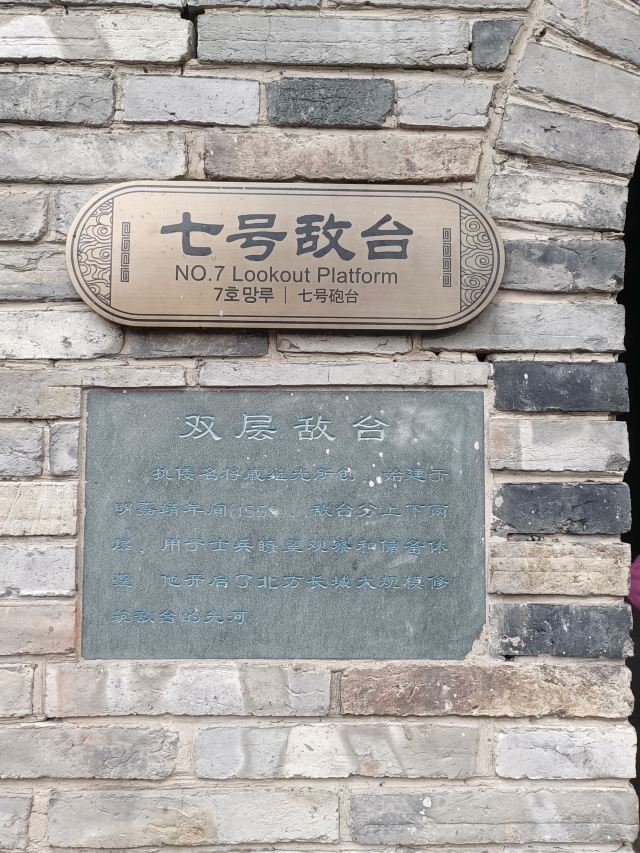 七号敌台
NO.7 Lookout Platform
7호망루 | 七号砲台
双层敌台
抗倭名将戚继光所创，始建于
明嘉靖年间，敌台分上下两
层，用于士兵瞭望观察和储备休
整。他开启了北方长城大规模修
筑敌台的先河。